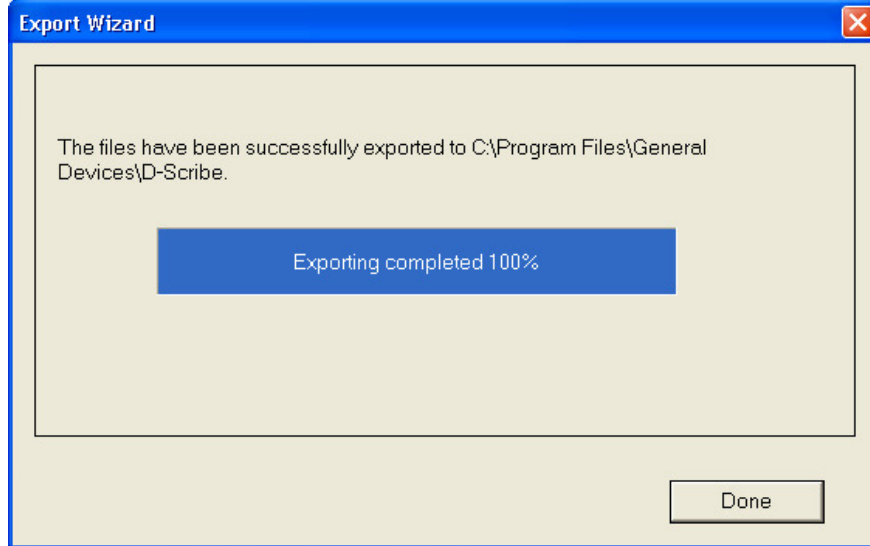 Export Wizard
The files have been successfully exported to C:\Program Files\General
Devices\D-Scribe.
Exporting completed 100%
Done